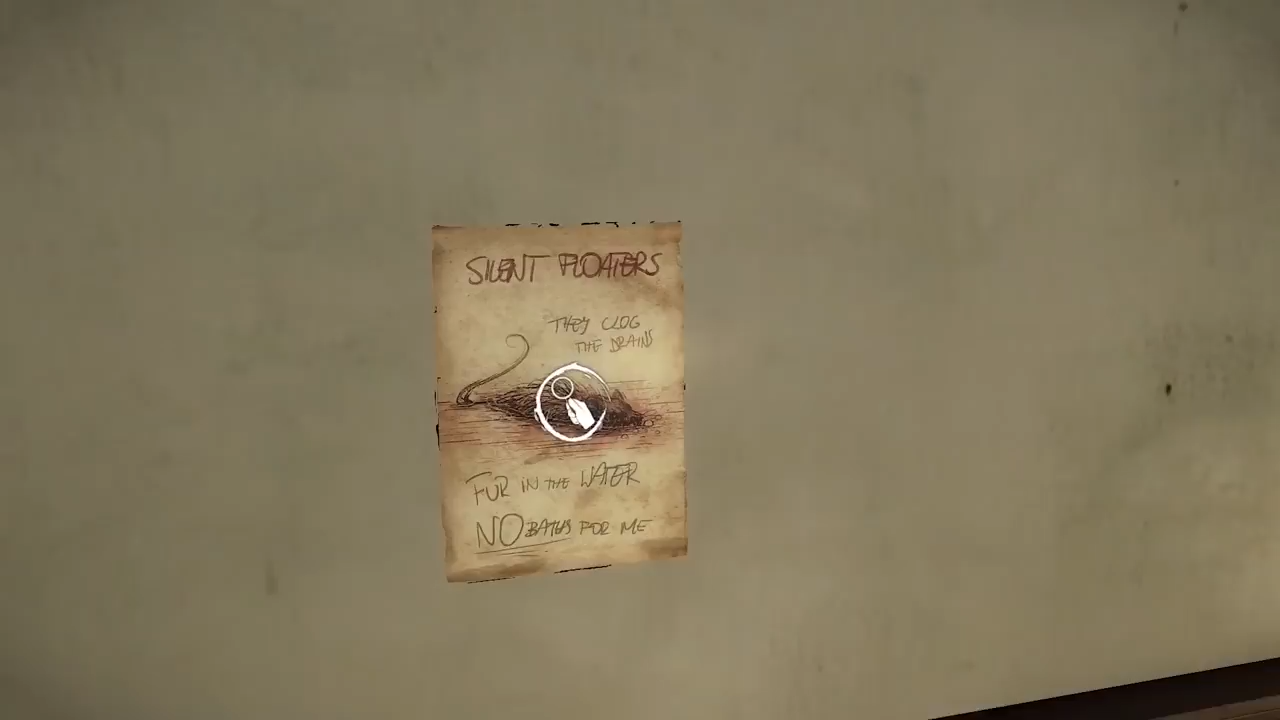 SILENT FLOATERS
THEY CLOG
THE DRAINS
FUR IN THE WATER
NO BATHS FOR ME